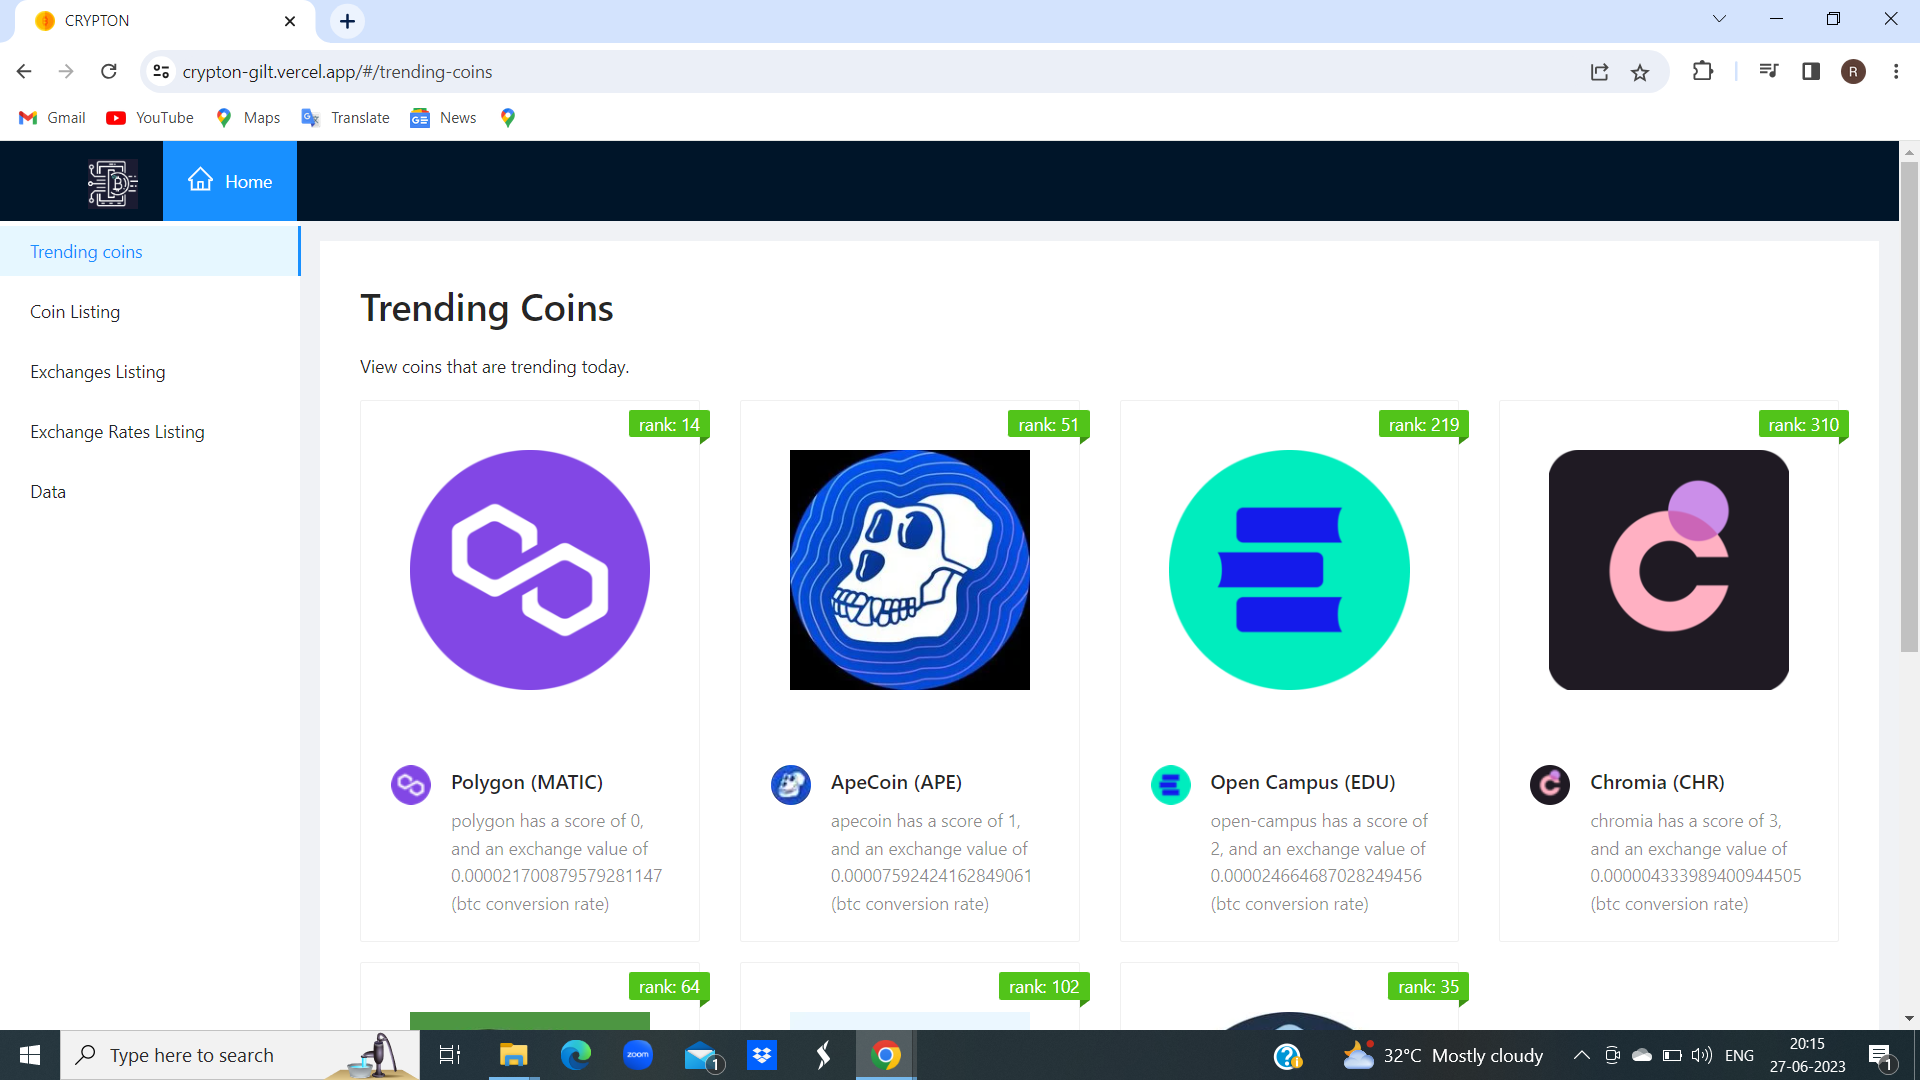 CRYPTON
crypton-gilt.vercel.app/#/trending-coins
R
Gmail
YouTube
Maps
Translate
News
Home
Trending coins
Coin Listing
Exchanges Listing
Exchange Rates Listing
Data
Trending Coins
View coins that are trending today.
rank: 14
rank: 51
rank: 219
rank: 310
Polygon (MATIC)
polygon has a score of 0,
and an exchange value of
0.000021700879579281147
(btc conversion rate)
ApeCoin (APE)
apecoin has a score of 1,
and an exchange value of
0.00007592424162849061
(btc conversion rate)
Open Campus (EDU)
open-campus has a score of
2, and an exchange value of
0.000024664687028249456
(btc conversion rate)
Chromia (CHR)
chromia has a score of 3,
and an exchange value of
0.000004333989400944505
(btc conversion rate)
rank: 64
rank: 102
rank: 35
Type here to search
zoom
1
32°C Mostly cloudy
ENG
20:15
27-06-2023
1